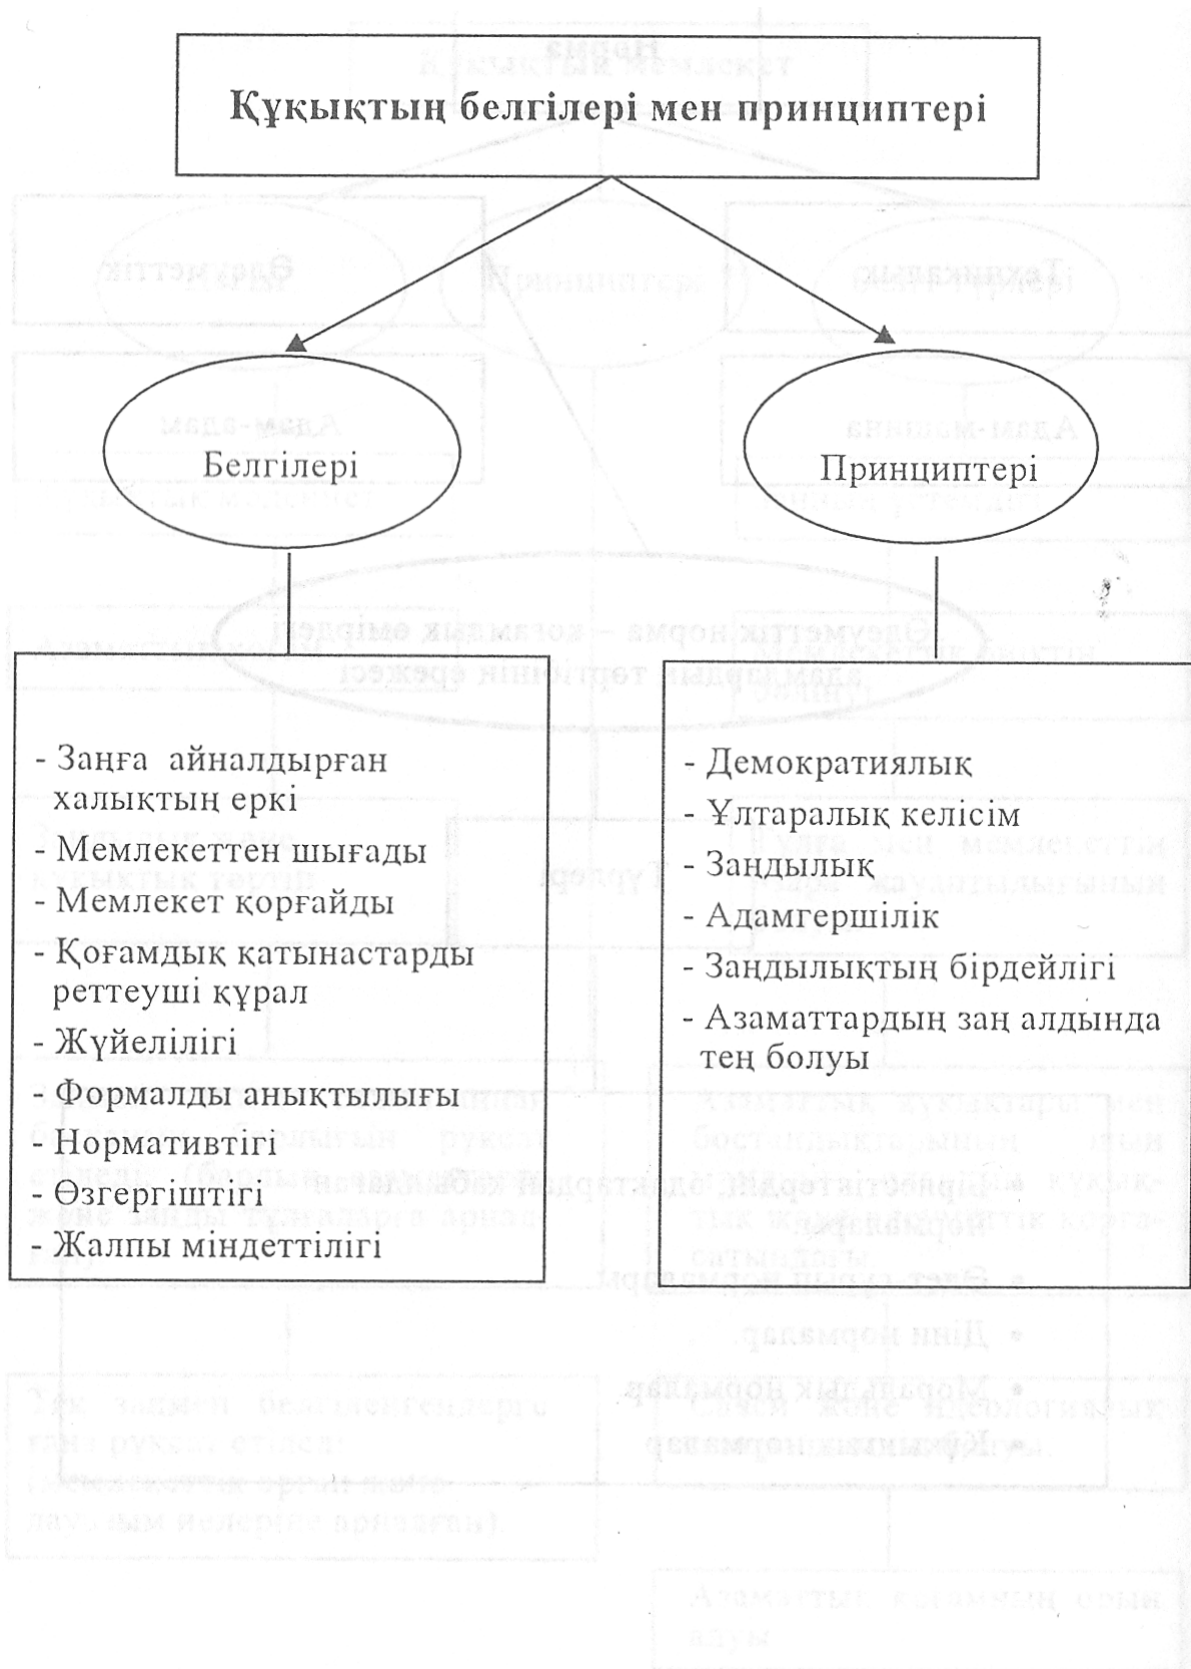 Құқықтың белгілері мен принциптері
Белгілері
Принциптері
- Заңға айналдырған
халықтың еркі
- Мемлекеттен шығады
- Мемлекет қорғайды
- Қоғамдық қатынастарды
реттеуші құрал
- Жүйелілігі
- Формалды анықтылығы
- Нормативтігі
- Өзгергіштігі
- Жалпы міндеттілігі
- Демократиялық
- Ұлтаралық келісім
- Заңдылық
- Адамгершілік
- Заңдылықтың бірдейлігі
- Азаматтардың заң алдында
тең болуы